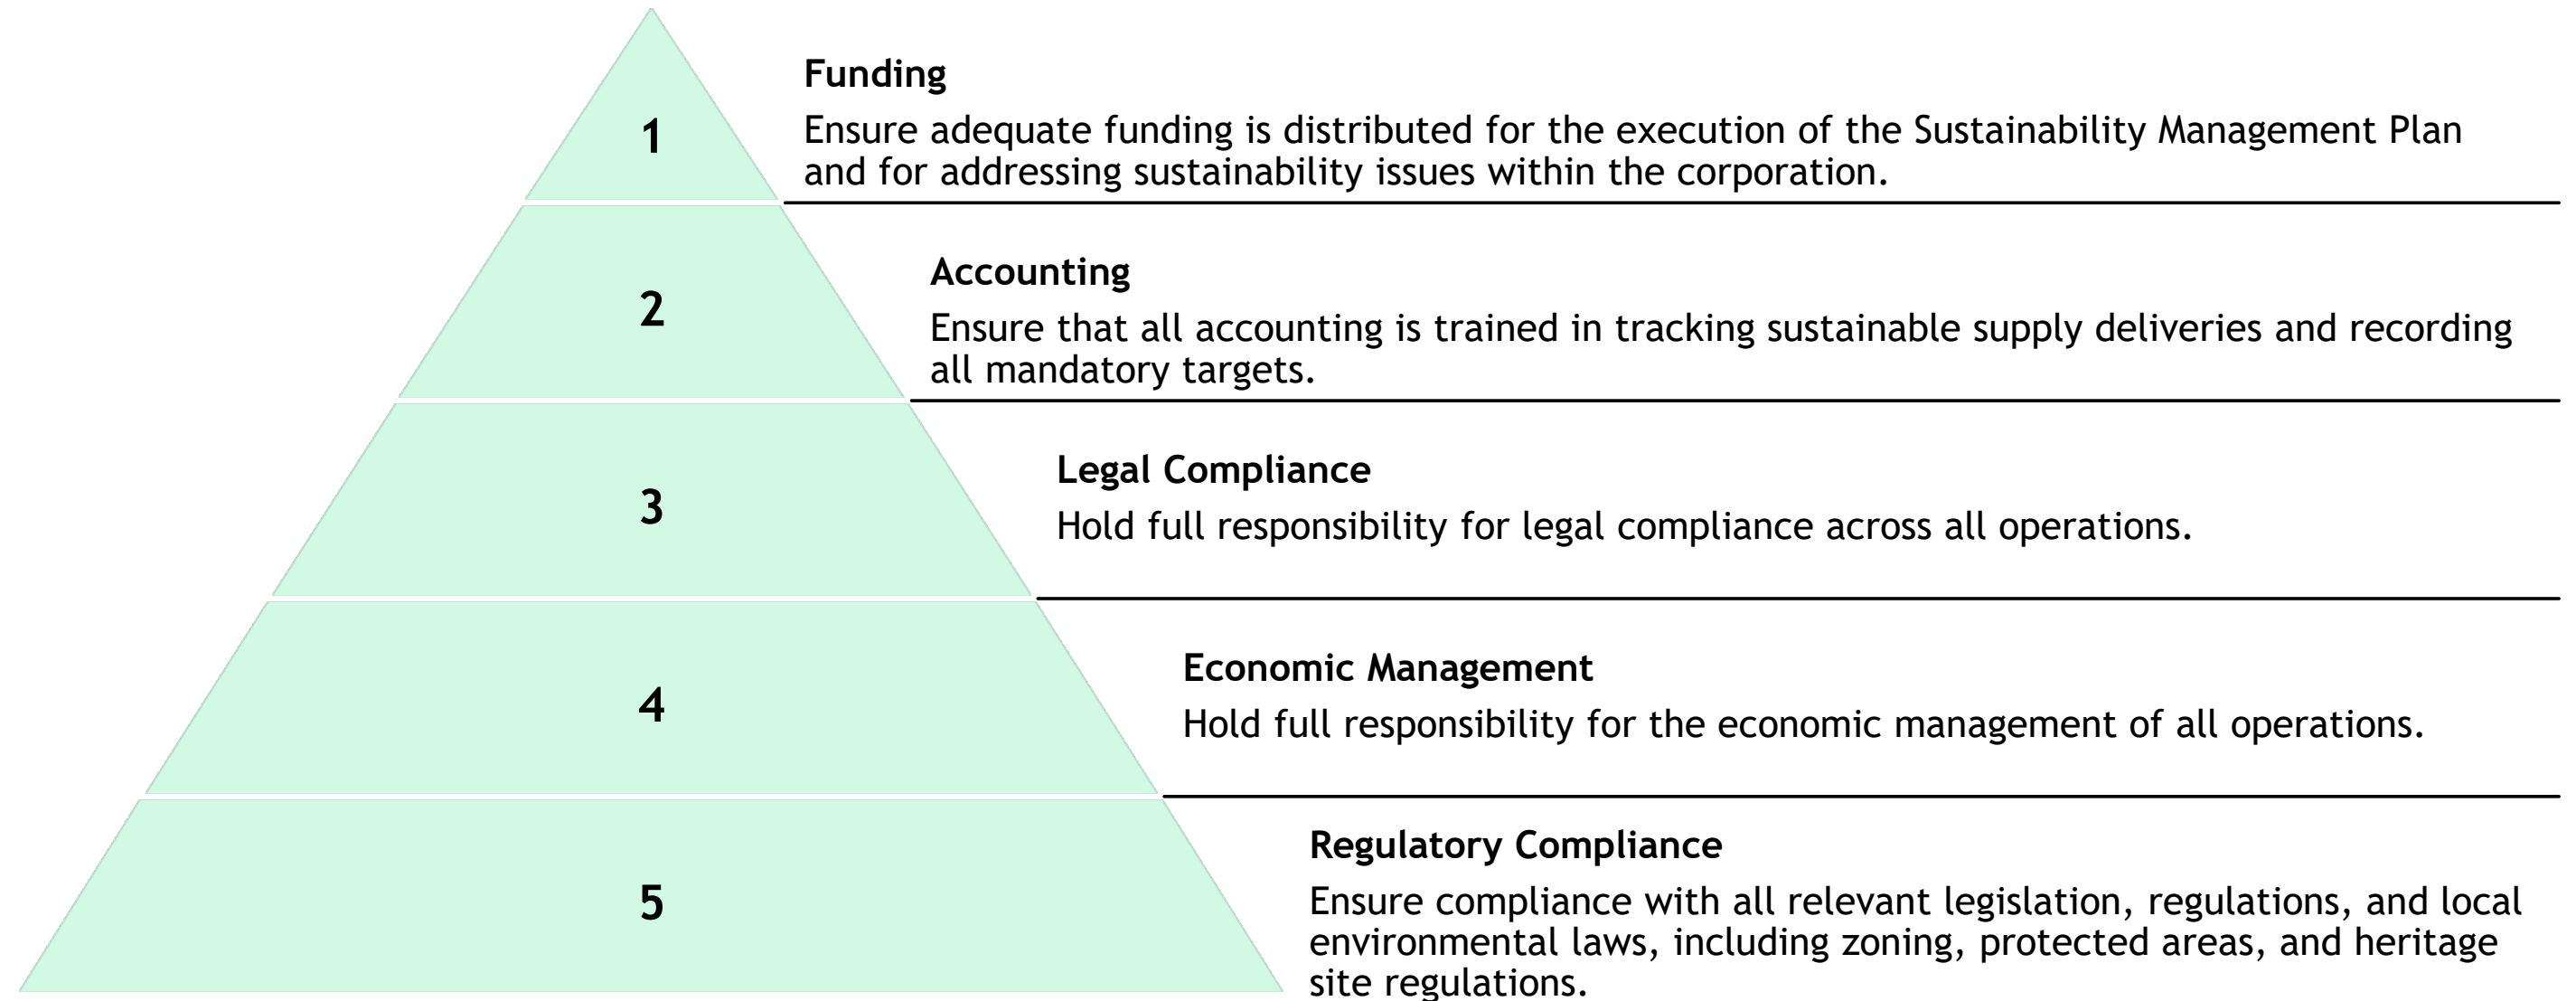 1
Funding
Ensure adequate funding is distributed for the execution of the Sustainability Management Plan
and for addressing sustainability issues within the corporation.
2
Accounting
Ensure that all accounting is trained in tracking sustainable supply deliveries and recording
all mandatory targets.
3
Legal Compliance
Hold full responsibility for legal compliance across all operations.
4
Economic Management
Hold full responsibility for the economic management of all operations.
5
Regulatory Compliance
Ensure compliance with all relevant legislation, regulations, and local
environmental laws, including zoning, protected areas, and heritage
site regulations.